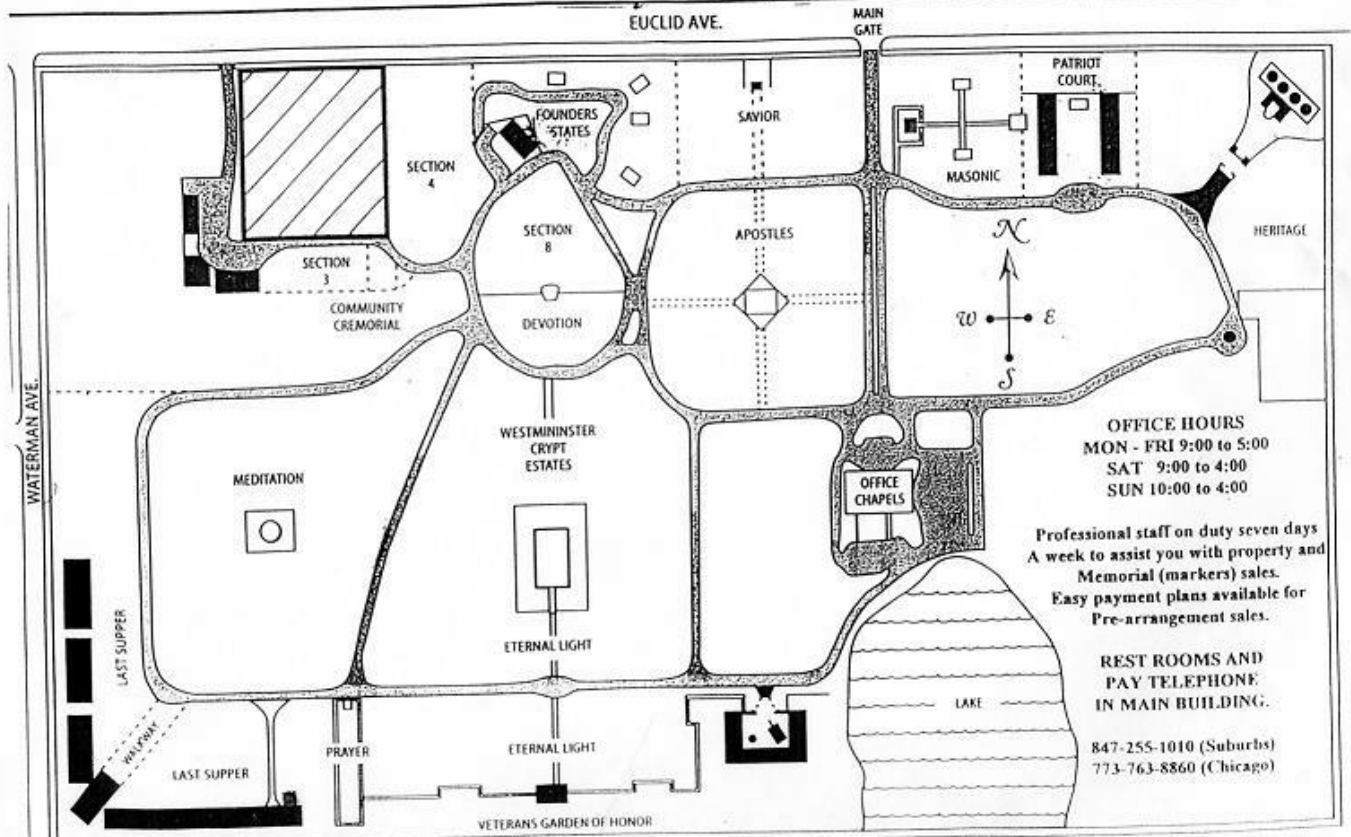 EUCLID AVE.
MAIN
GATE
PATRIOT
COURT
FOUNDERS
SAVIOR
SECTION
4
MASONIC
SECTION
8
APOSTLES
N
W
E
S
HERITAGE
SECTION
3
COMMUNITY
CREMORIAL
DEVOTION
WATERMAN AVE.
WESTMININSTER
CRYPT
ESTATES
MEDITATION
OFFICE
CHAPELS
OFFICE HOURS
MON - FRI 9:00 to 5:00
SAT 9:00 to 4:00
SUN 10:00 to 4:00
Professional staff on duty seven days
A week to assist you with property and
Memorial (markers) sales.
Easy payment plans available for
Pre-arrangement sales.
REST ROOMS AND
PAY TELEPHONE
IN MAIN BUILDING.
847-255-1010 (Suburbs)
773-763-8860 (Chicago)
LAST SUPPER
ETERNAL LIGHT
LAKE
WALKWAY
LAST SUPPER
PRAYER
ETERNAL LIGHT
VETERANS GARDEN OF HONOR